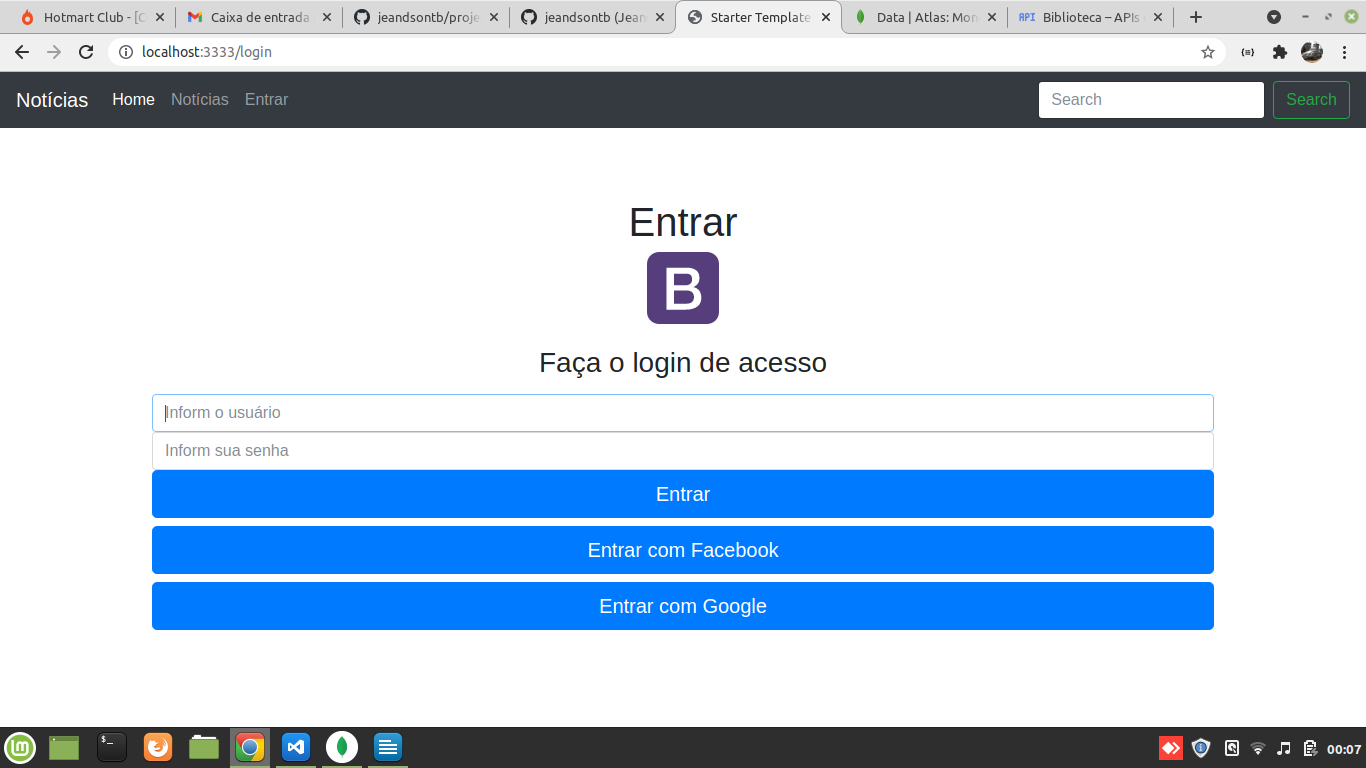 Hotmart Club - [C
Caixa de entrada
jeandsontb/proje
jeandsontb (Jean
Starter Template
Data | Atlas: Mon
API Biblioteca – APIs
localhost:3333/login
Notícias Home Notícias Entrar Search Search
Entrar
B
Faça o login de acesso
Inform o usuário
Inform sua senha
Entrar
Entrar com Facebook
Entrar com Google
$_
00:07